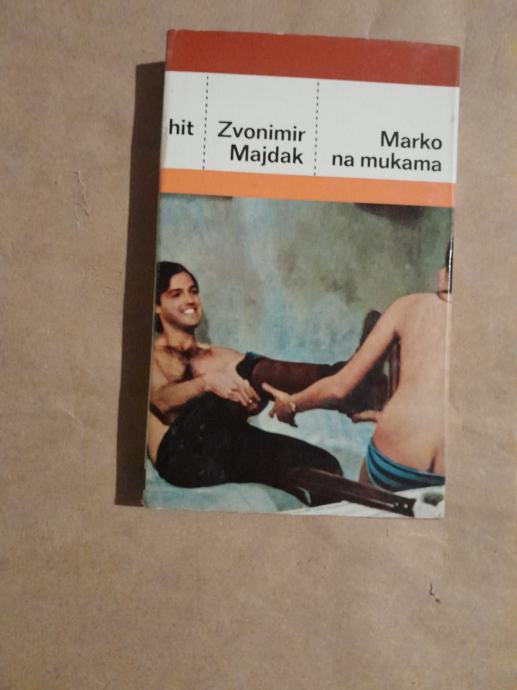 hit
Zvonimir
Majdak
Marko
na mukama